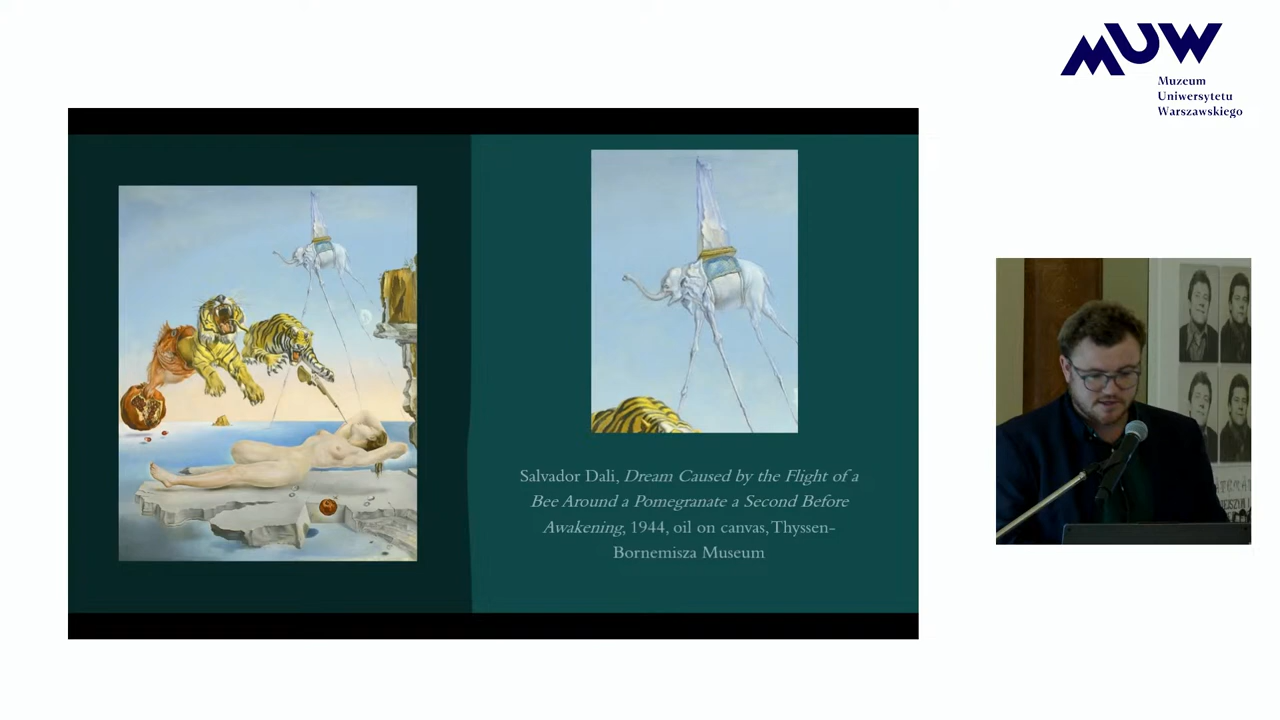 MUW
Muzeum
Uniwersytetu
Warszawskiego
Salvador Dali, Dream Caused by the Flight of a
Bee Around a Pomegranate a Second Before
Awakening, 1944, oil on canvas, Thyssen-
Bornemisza Museum